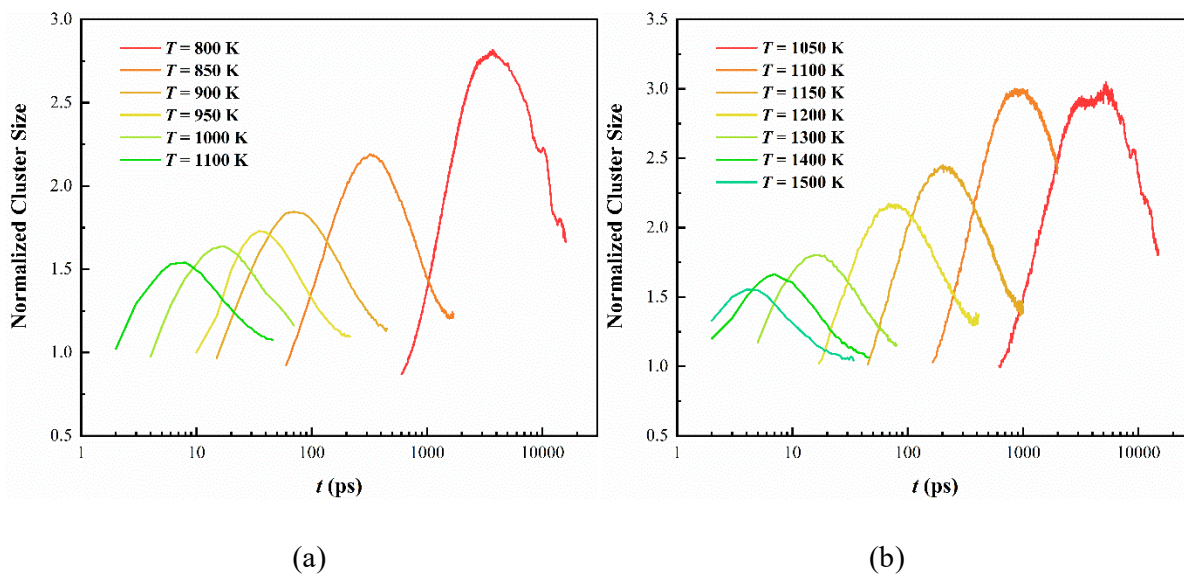 (a)
3.0
2.5
2.0
1.5
1.0
0.5
Normalized Cluster Size
T = 800 K
T = 850 K
T = 900 K
T = 950 K
T = 1000 K
T = 1100 K
1 10 100 1000 10000
t (ps)
(b)
3.5
3.0
2.5
2.0
1.5
1.0
0.5
Normalized Cluster Size
T = 1050 K
T = 1100 K
T = 1150 K
T = 1200 K
T = 1300 K
T = 1400 K
T = 1500 K
1 10 100 1000 10000
t (ps)
(a)
(b)